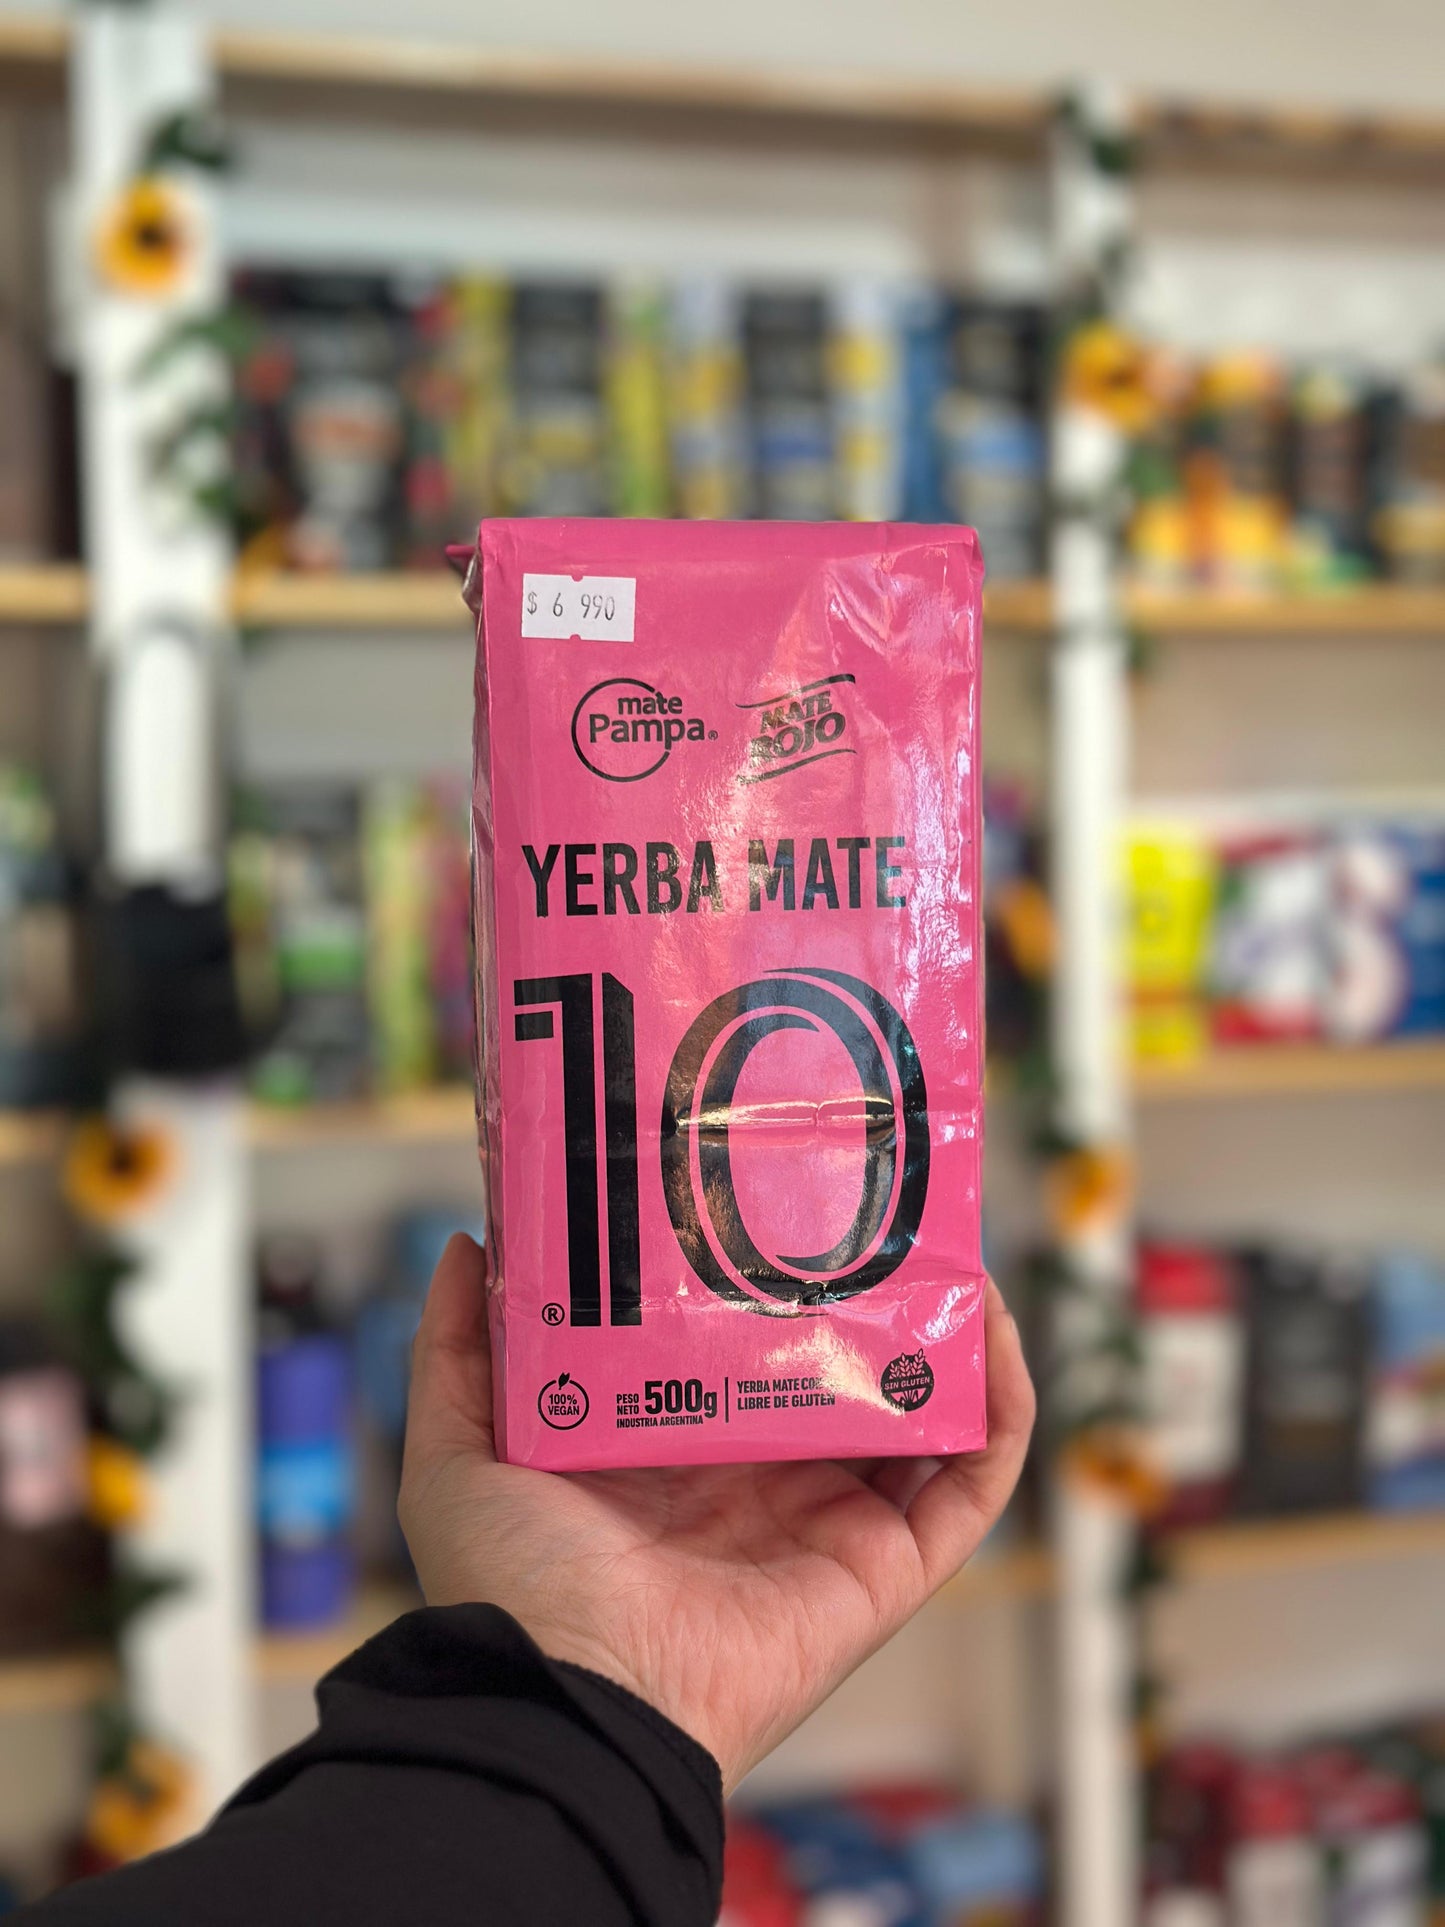 $ 6 990
mate
Pampa®
MATE
ROJO
YERBA MATE
10
®
100%
VEGAN
PESO
NETO 500g
INDUSTRIA ARGENTINA
YERBA MATE CO
LIBRE DE GLUTEN
SIN GLUTEN